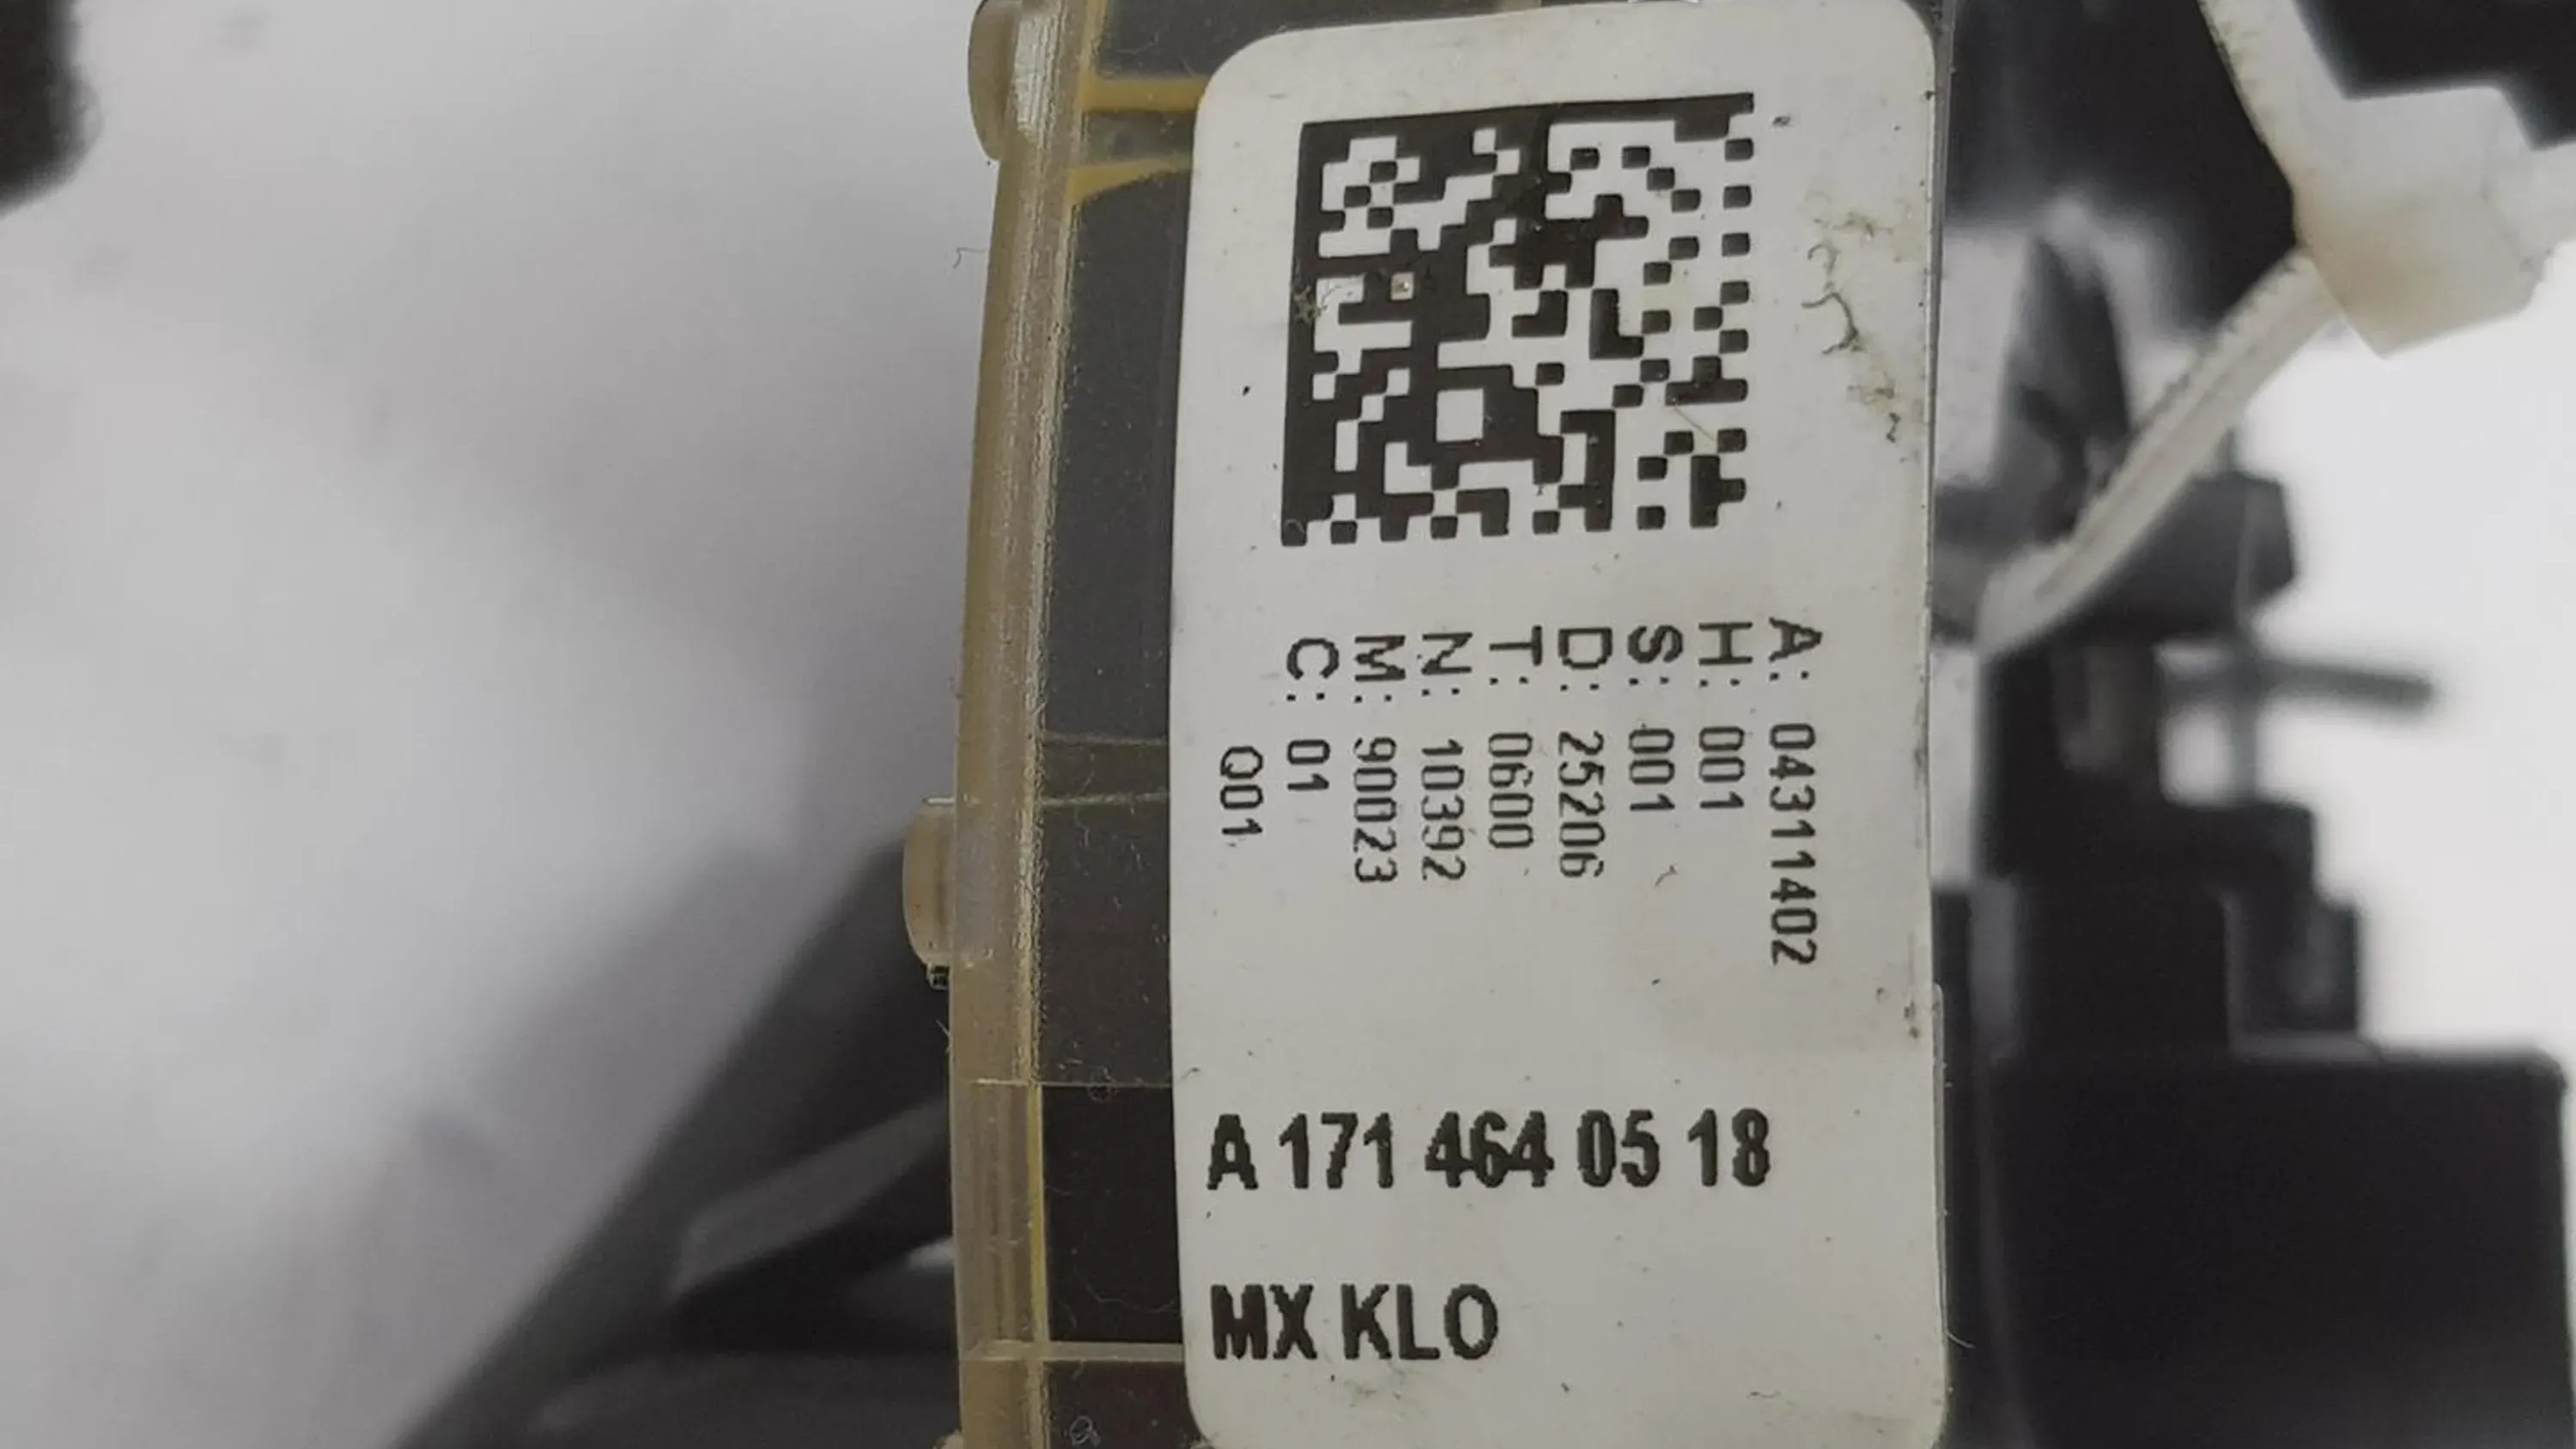 A: 04311402
H: 001
S: 001
D: 25206
T: 0600
N: 10392
M: 90023
C: 01
Q01
A 171 464 05 18
MX KLO